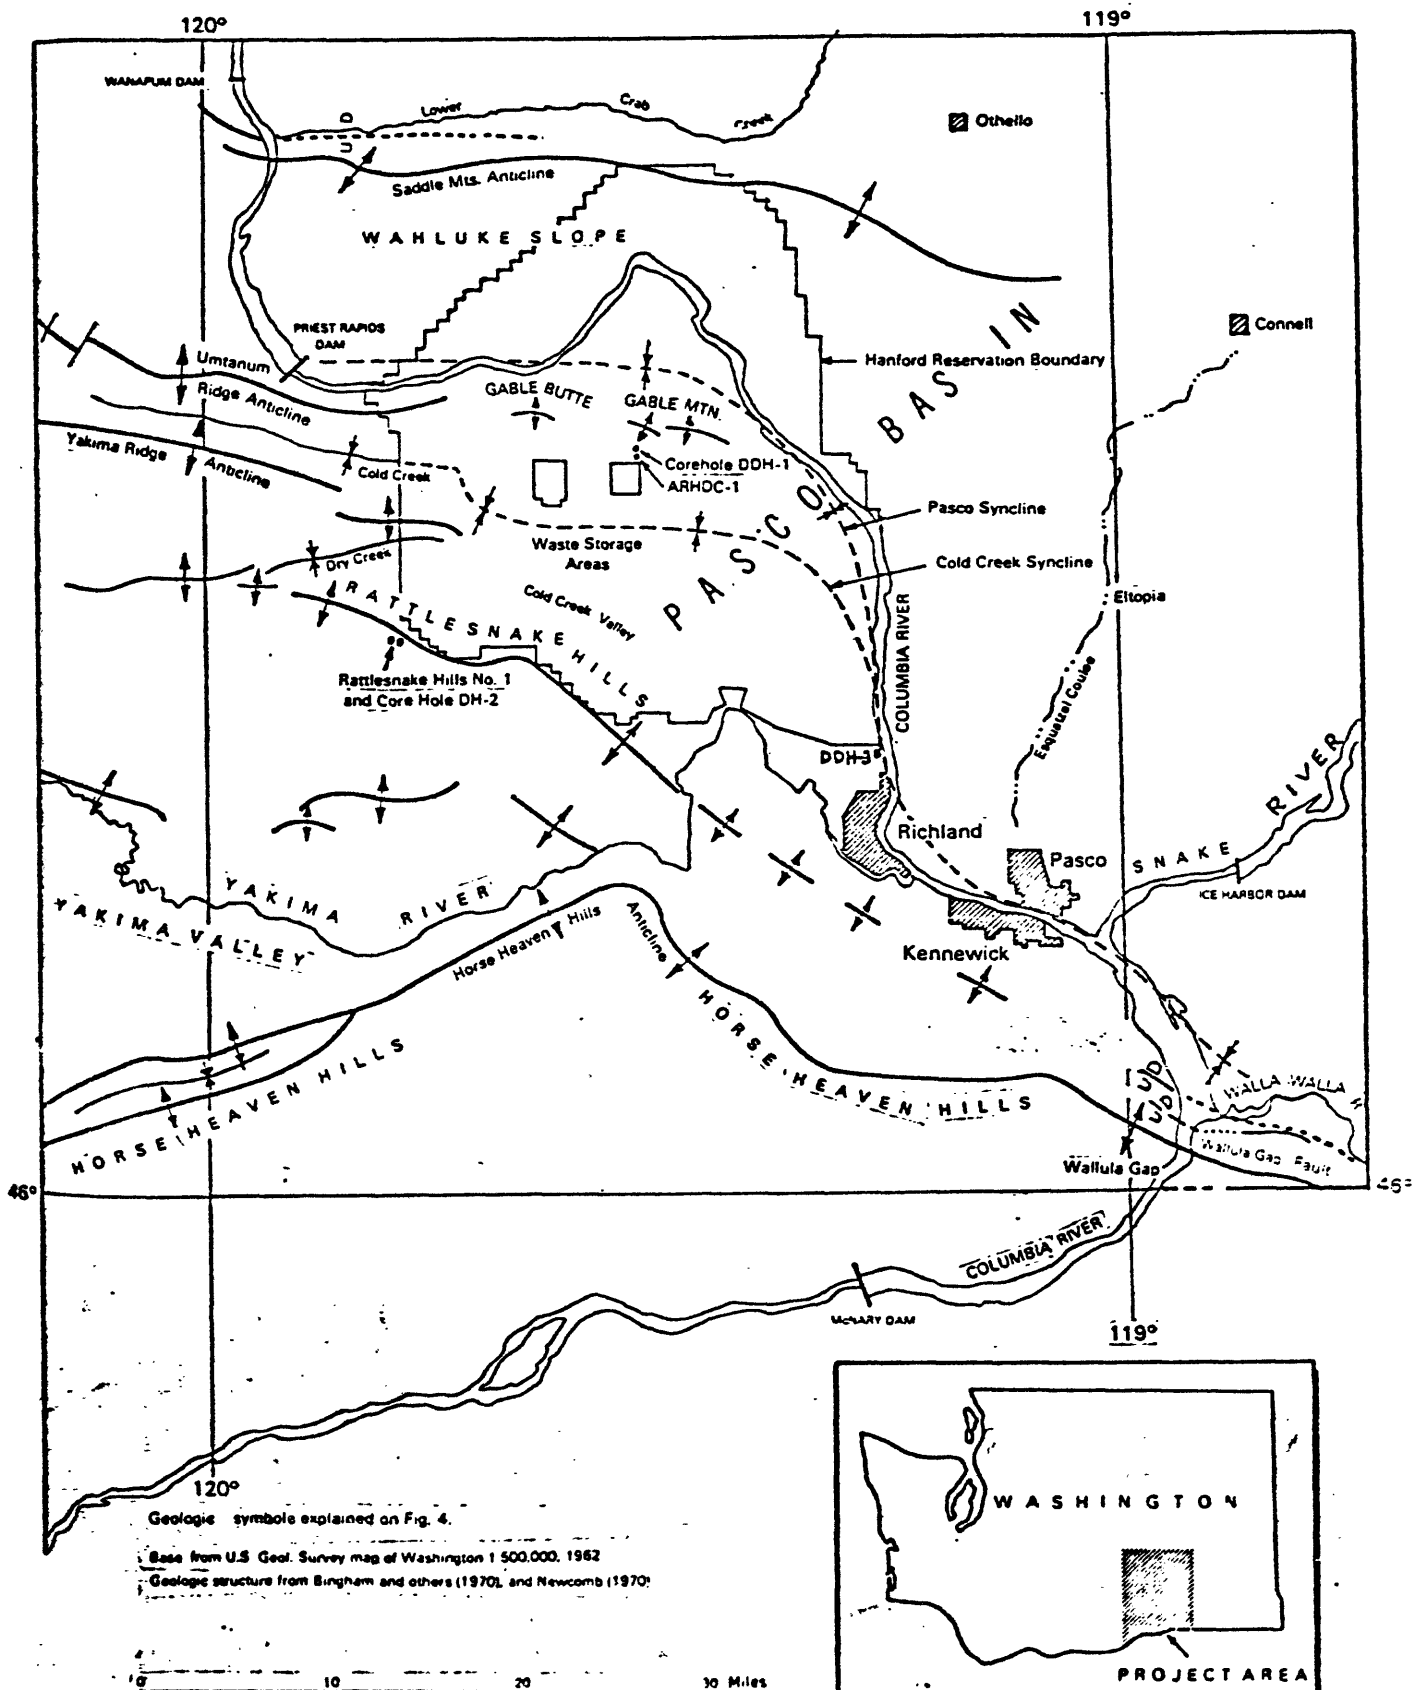 120°
119°
WANAPUM DAM
D
U
Lower
Crab
Creek
Othello
Saddle Mts. Anticline
WAHLUKE SLOPE
PRIEST RAPIDS
DAM
Connell
Hanford Reservation Boundary
Umtanum
Ridge Anticline
GABLE BUTTE
GABLE MTN.
PASCO BASIN
Yakima Ridge Anticline
Cold Creek
Corehole DDH-1
ARHDC-1
Pasco Syncline
Waste Storage
Areas
Cold Creek Syncline
Dry Creek
Cold Creek Valley
Eltopia
RATTLESNAKE HILLS
COLUMBIA RIVER
Esquatzel Coulee
Rattlesnake Hills No. 1
and Core Hole DH-2
DDH-3
SNAKE RIVER
Richland
Pasco
ICE HARBOR DAM
YAKIMA RIVER
YAKIMA VALLEY
Kennewick
Horse Heaven Hills Anticline
HORSE HEAVEN HILLS
HORSE HEAVEN HILLS
U D
U D
WALLA WALLA
Wallula Gap
Wallula Gap Fault
46°
46°
COLUMBIA RIVER
McNARY DAM
119°
120°
Geologic symbols explained on Fig. 4.
Base from U.S Geol. Survey map of Washington 1 500,000, 1962
Geologic structure from Bingham and others (1970), and Newcomb (1970)
0 10 20 30 Miles
WASHINGTON
PROJECT AREA